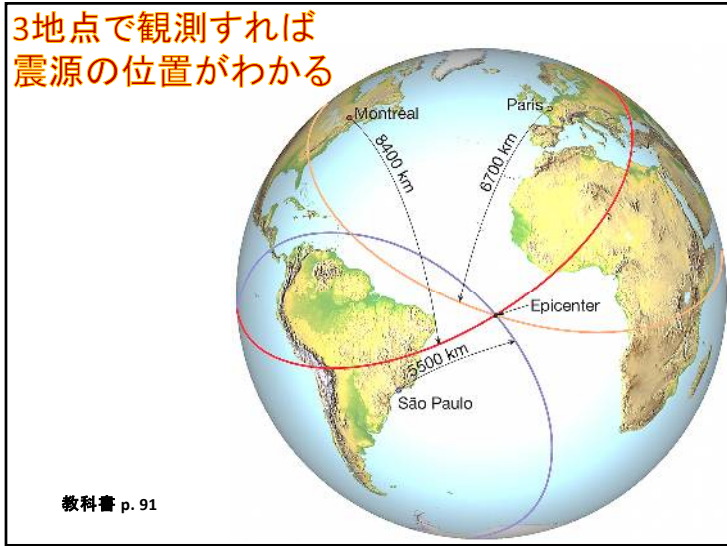 3地点で観測すれば
震源の位置がわかる
Montréal
Paris
8400 km
6700 km
Epicenter
5500 km
São Paulo
教科書 p. 91